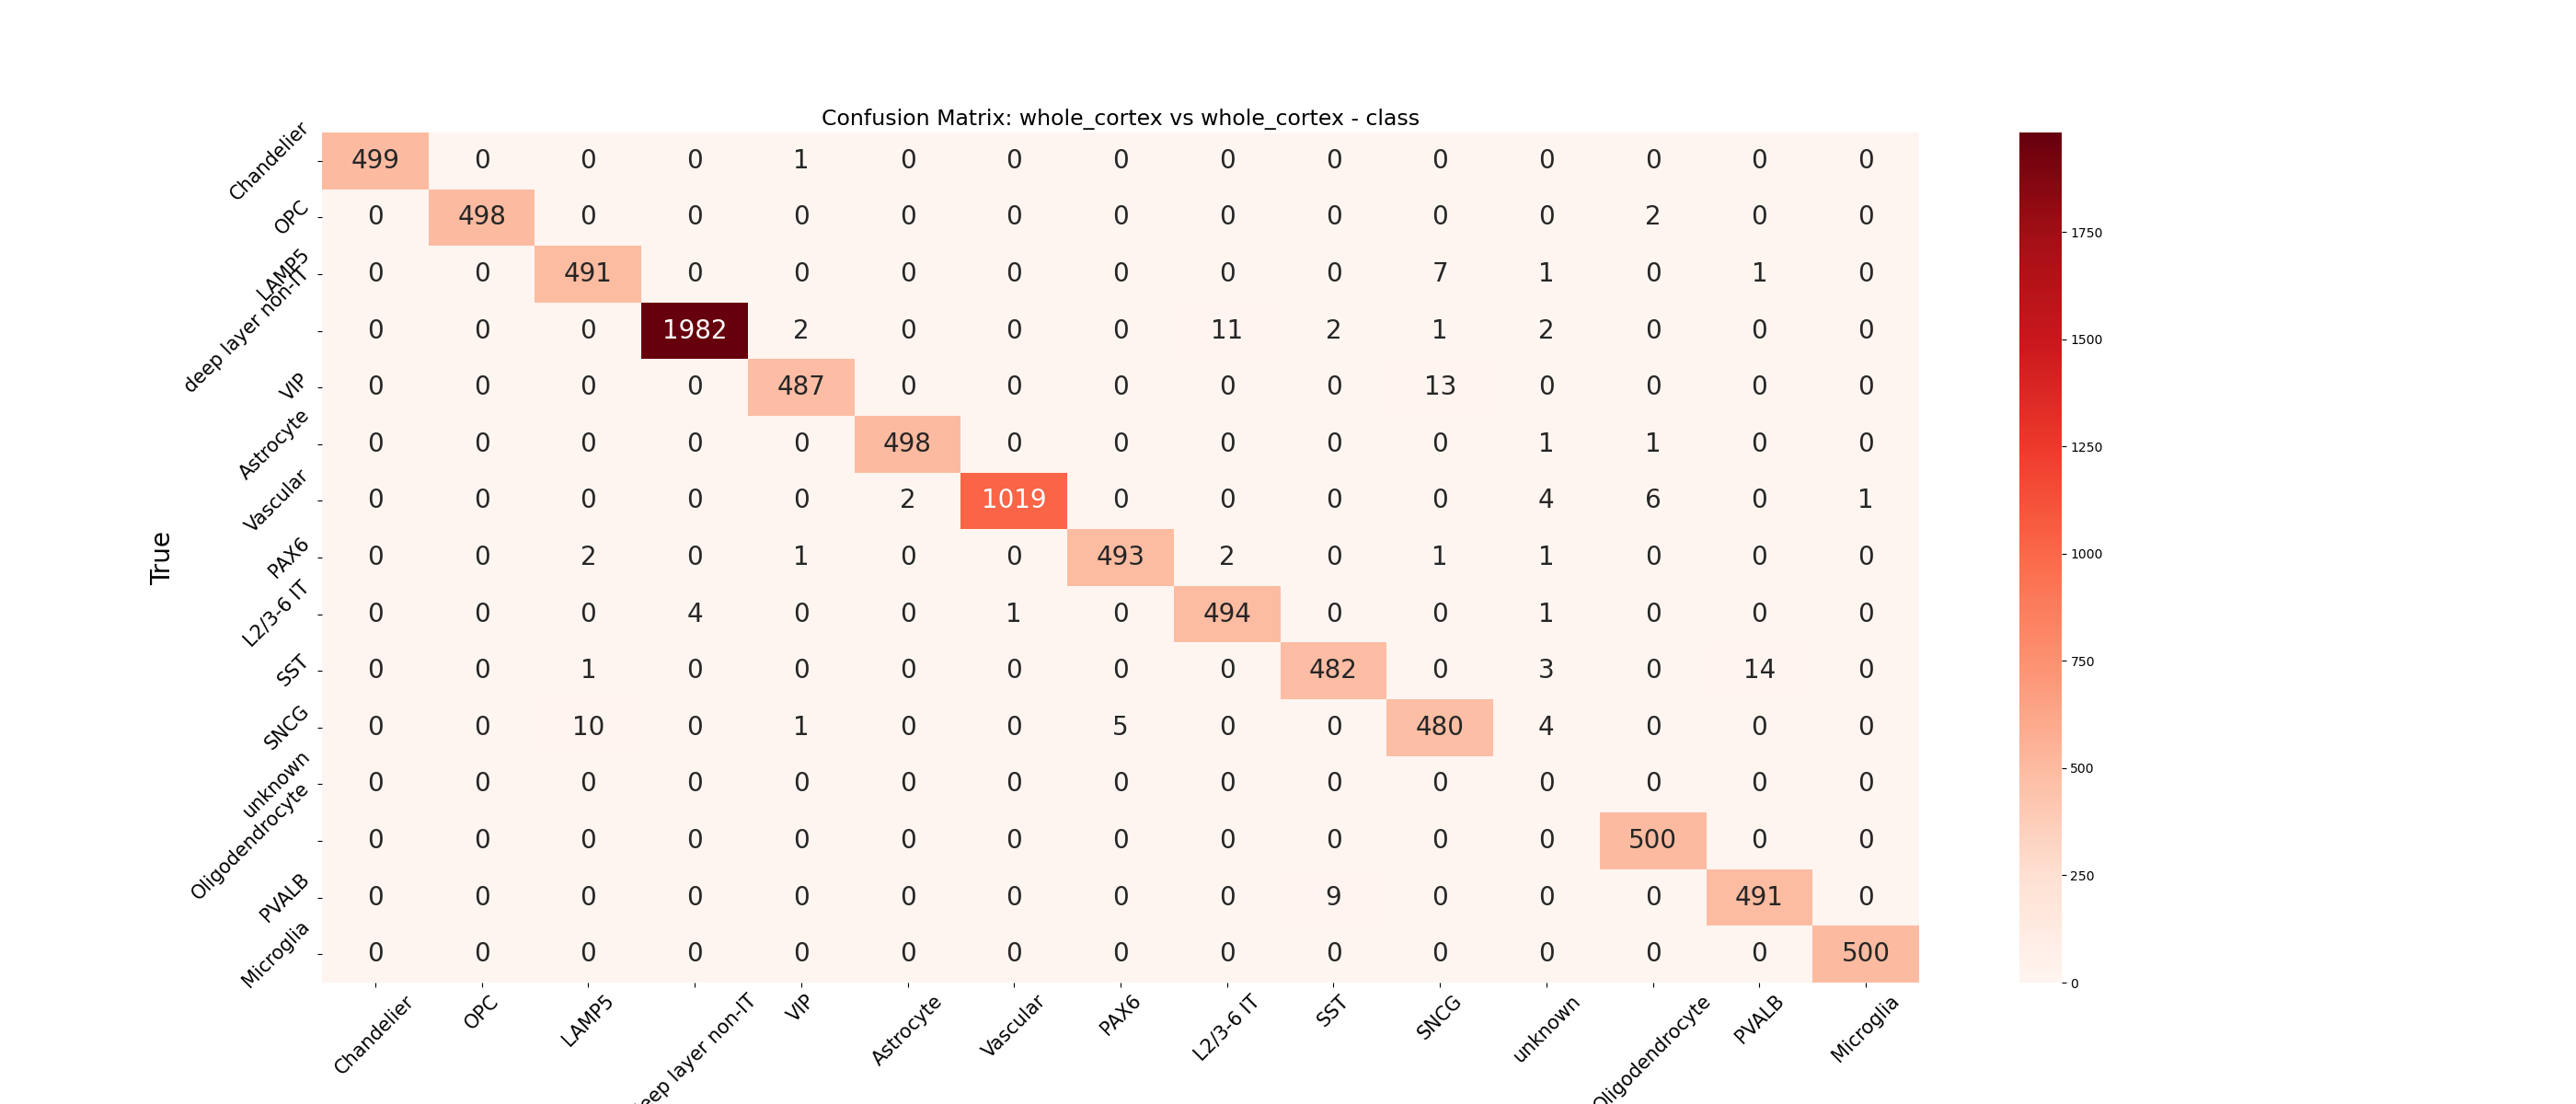 Confusion Matrix: whole_cortex vs whole_cortex - class
Chandelier 499 0 0 0 1 0 0 0 0 0 0 0 0 0 0
OPC 0 498 0 0 0 0 0 0 0 0 0 0 2 0 0
LAMP5 0 0 491 0 0 0 0 0 0 0 7 1 0 1 0
deep layer non-IT 0 0 0 1982 2 0 0 0 11 2 1 2 0 0 0
VIP 0 0 0 0 487 0 0 0 0 0 13 0 0 0 0
Astrocyte 0 0 0 0 0 498 0 0 0 0 0 1 1 0 0
Vascular 0 0 0 0 0 2 1019 0 0 0 0 4 6 0 1
PAX6 0 0 2 0 1 0 0 493 2 0 1 1 0 0 0
L2/3-6 IT 0 0 0 4 0 0 1 0 494 0 0 1 0 0 0
SST 0 0 1 0 0 0 0 0 0 482 0 3 0 14 0
SNCG 0 0 10 0 1 0 0 5 0 0 480 4 0 0 0
unknown 0 0 0 0 0 0 0 0 0 0 0 0 0 0 0
Oligodendrocyte 0 0 0 0 0 0 0 0 0 0 0 0 500 0 0
PVALB 0 0 0 0 0 0 0 0 0 9 0 0 0 491 0
Microglia 0 0 0 0 0 0 0 0 0 0 0 0 0 0 500
True
Chandelier OPC LAMP5 eep layer non-IT VIP Astrocyte Vascular PAX6 L2/3-6 IT SST SNCG unknown Oligodendrocyte PVALB Microglia
1750
1500
1250
1000
750
500
250
0